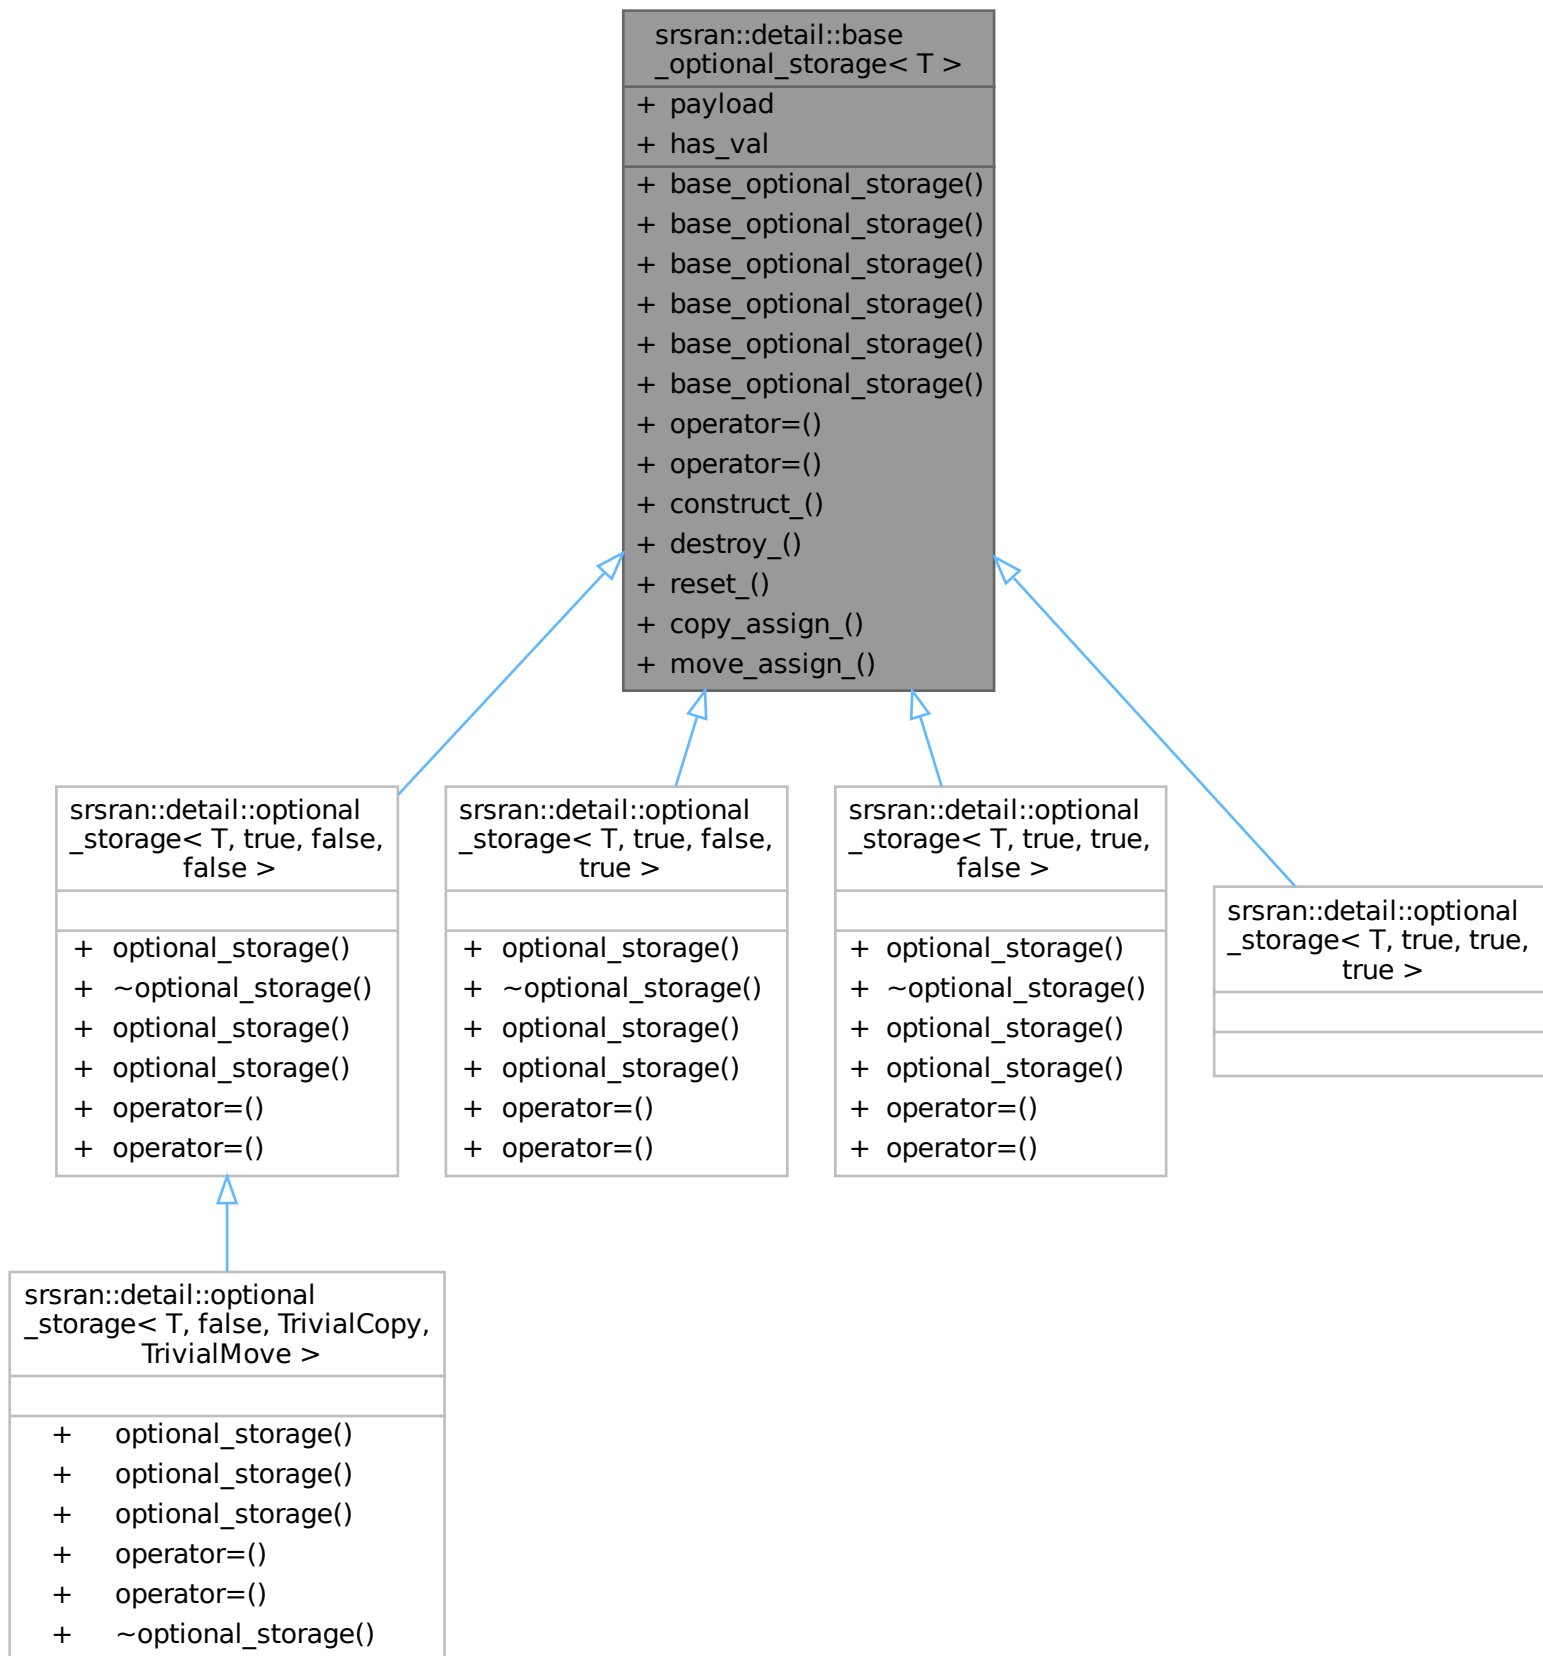 srsran::detail::base
_optional_storage< T >
+ payload
+ has_val
+ base_optional_storage()
+ base_optional_storage()
+ base_optional_storage()
+ base_optional_storage()
+ base_optional_storage()
+ base_optional_storage()
+ operator=()
+ operator=()
+ construct_()
+ destroy_()
+ reset_()
+ copy_assign_()
+ move_assign_()
srsran::detail::optional
_storage< T, true, false,
false >
+ optional_storage()
+ ~optional_storage()
+ optional_storage()
+ optional_storage()
+ operator=()
+ operator=()
srsran::detail::optional
_storage< T, true, false,
true >
+ optional_storage()
+ ~optional_storage()
+ optional_storage()
+ optional_storage()
+ operator=()
+ operator=()
srsran::detail::optional
_storage< T, true, true,
false >
+ optional_storage()
+ ~optional_storage()
+ optional_storage()
+ optional_storage()
+ operator=()
+ operator=()
srsran::detail::optional
_storage< T, true, true,
true >
srsran::detail::optional
_storage< T, false, TrivialCopy,
TrivialMove >
+ optional_storage()
+ optional_storage()
+ optional_storage()
+ operator=()
+ operator=()
+ ~optional_storage()